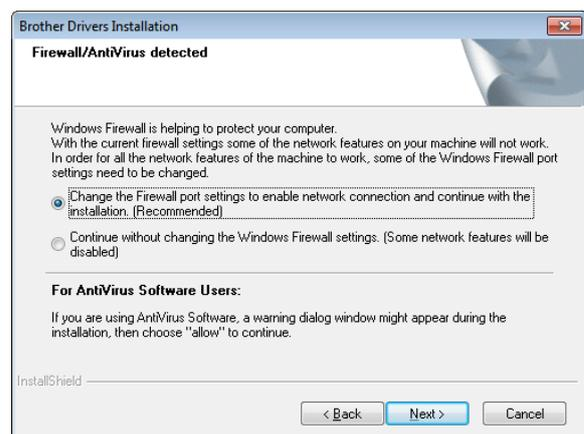 Brother Drivers Installation
Firewall/AntiVirus detected
Windows Firewall is helping to protect your computer.
With the current firewall settings some of the network features on your machine will not work.
In order for all the network features of the machine to work, some of the Windows Firewall port
settings need to be changed.
Change the Firewall port settings to enable network connection and continue with the
installation. (Recommended)
Continue without changing the Windows Firewall settings. (Some network features will be
disabled)
For AntiVirus Software Users:
If you are using AntiVirus Software, a warning dialog window might appear during the
installation, then choose "allow" to continue.
InstallShield
< Back
Next >
Cancel